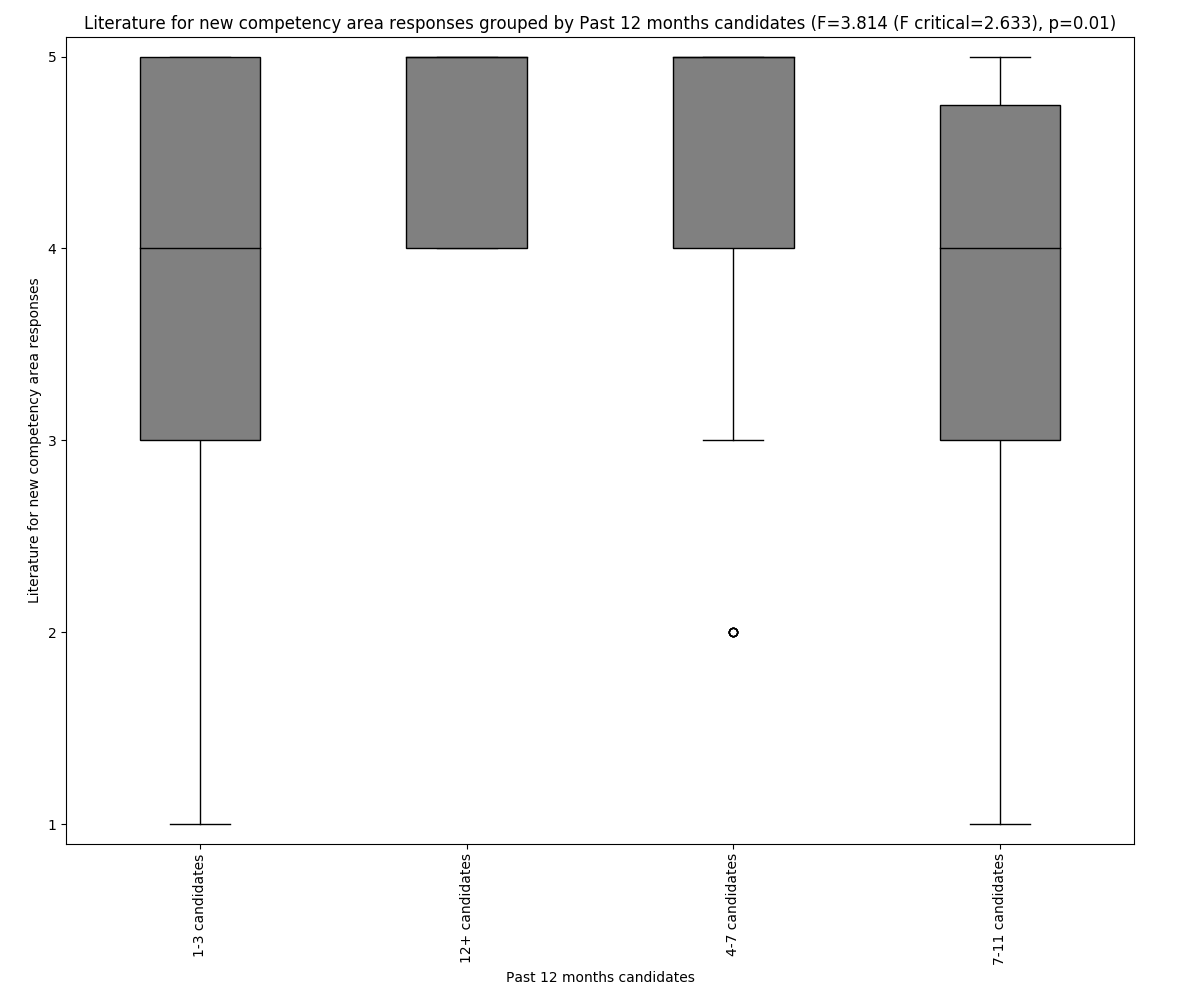 Literature for new competency area responses grouped by Past 12 months candidates (F=3.814 (F critical=2.633), p=0.01)
Literature for new competency area responses
5
4
3
2
1
1-3 candidates
12+ candidates
4-7 candidates
7-11 candidates
Past 12 months candidates